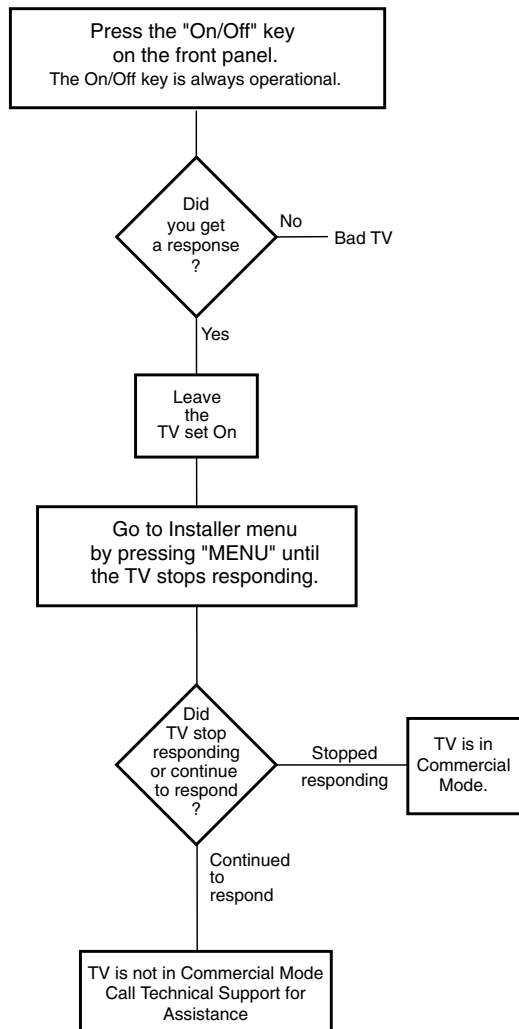 Press the "On/Off" key
on the front panel.
The On/Off key is always operational.
Did
you get
a response
?
No
Bad TV
Yes
Leave
the
TV set On
Go to Installer menu
by pressing "MENU" until
the TV stops responding.
Did
TV stop
responding
or continue
to respond
?
Stopped
responding
TV is in
Commercial
Mode.
Continued
to
respond
TV is not in Commercial Mode
Call Technical Support for
Assistance